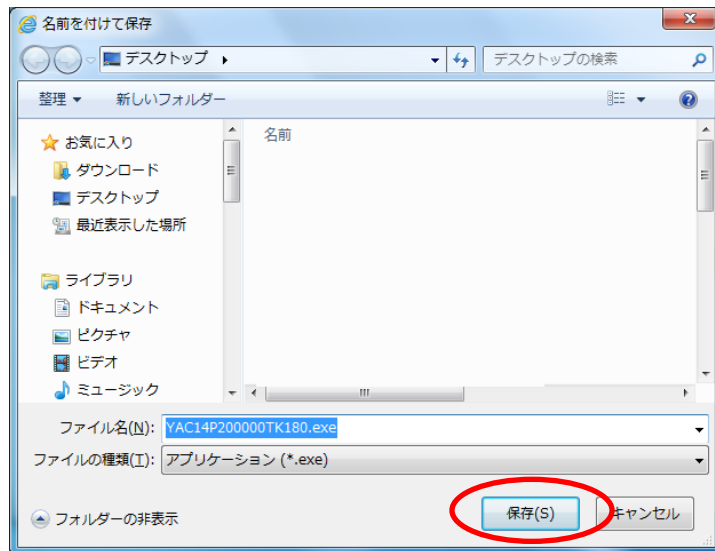 名前を付けて保存
デスクトップ
デスクトップの検索
整理 新しいフォルダー
お気に入り
ダウンロード
デスクトップ
最近表示した場所
ライブラリ
ドキュメント
ピクチャ
ビデオ
ミュージック
名前
ファイル名(N): YAC14P200000TK180.exe
ファイルの種類(T): アプリケーション (*.exe)
フォルダーの非表示
保存(S)
キャンセル